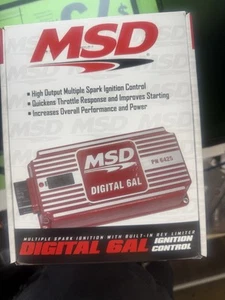 MSD
• High Output Multiple Spark Ignition Control
• Quickens Throttle Response and Improves Starting
• Increases Overall Performance and Power
MSD
PN 6425
DIGITAL 6AL
MULTIPLE SPARK IGNITION WITH BUILT-IN REV LIMITER
DIGITAL 6AL IGNITION
CONTROL